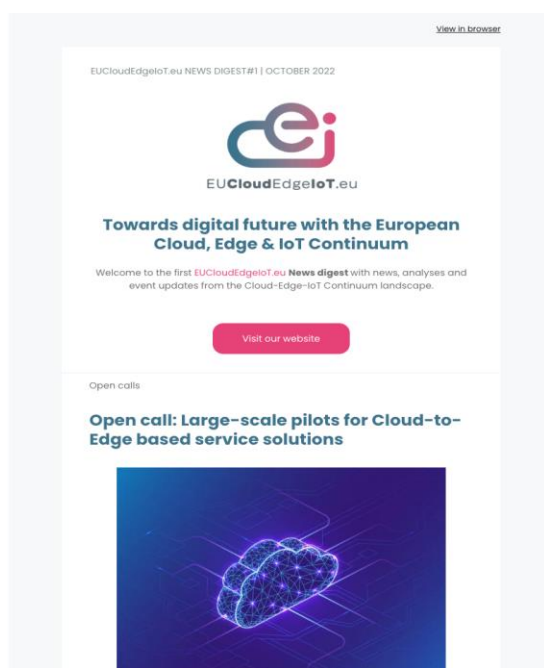 View in browser
EUCloudEdgeIoT.eu NEWS DIGEST#1 | OCTOBER 2022
EUCloudEdgeIoT.eu
Towards digital future with the European
Cloud, Edge & IoT Continuum
Welcome to the first EUCloudEdgeIoT.eu News digest with news, analyses and
event updates from the Cloud-Edge-IoT Continuum landscape.
Visit our website
Open calls
Open call: Large-scale pilots for Cloud-to-
Edge based service solutions